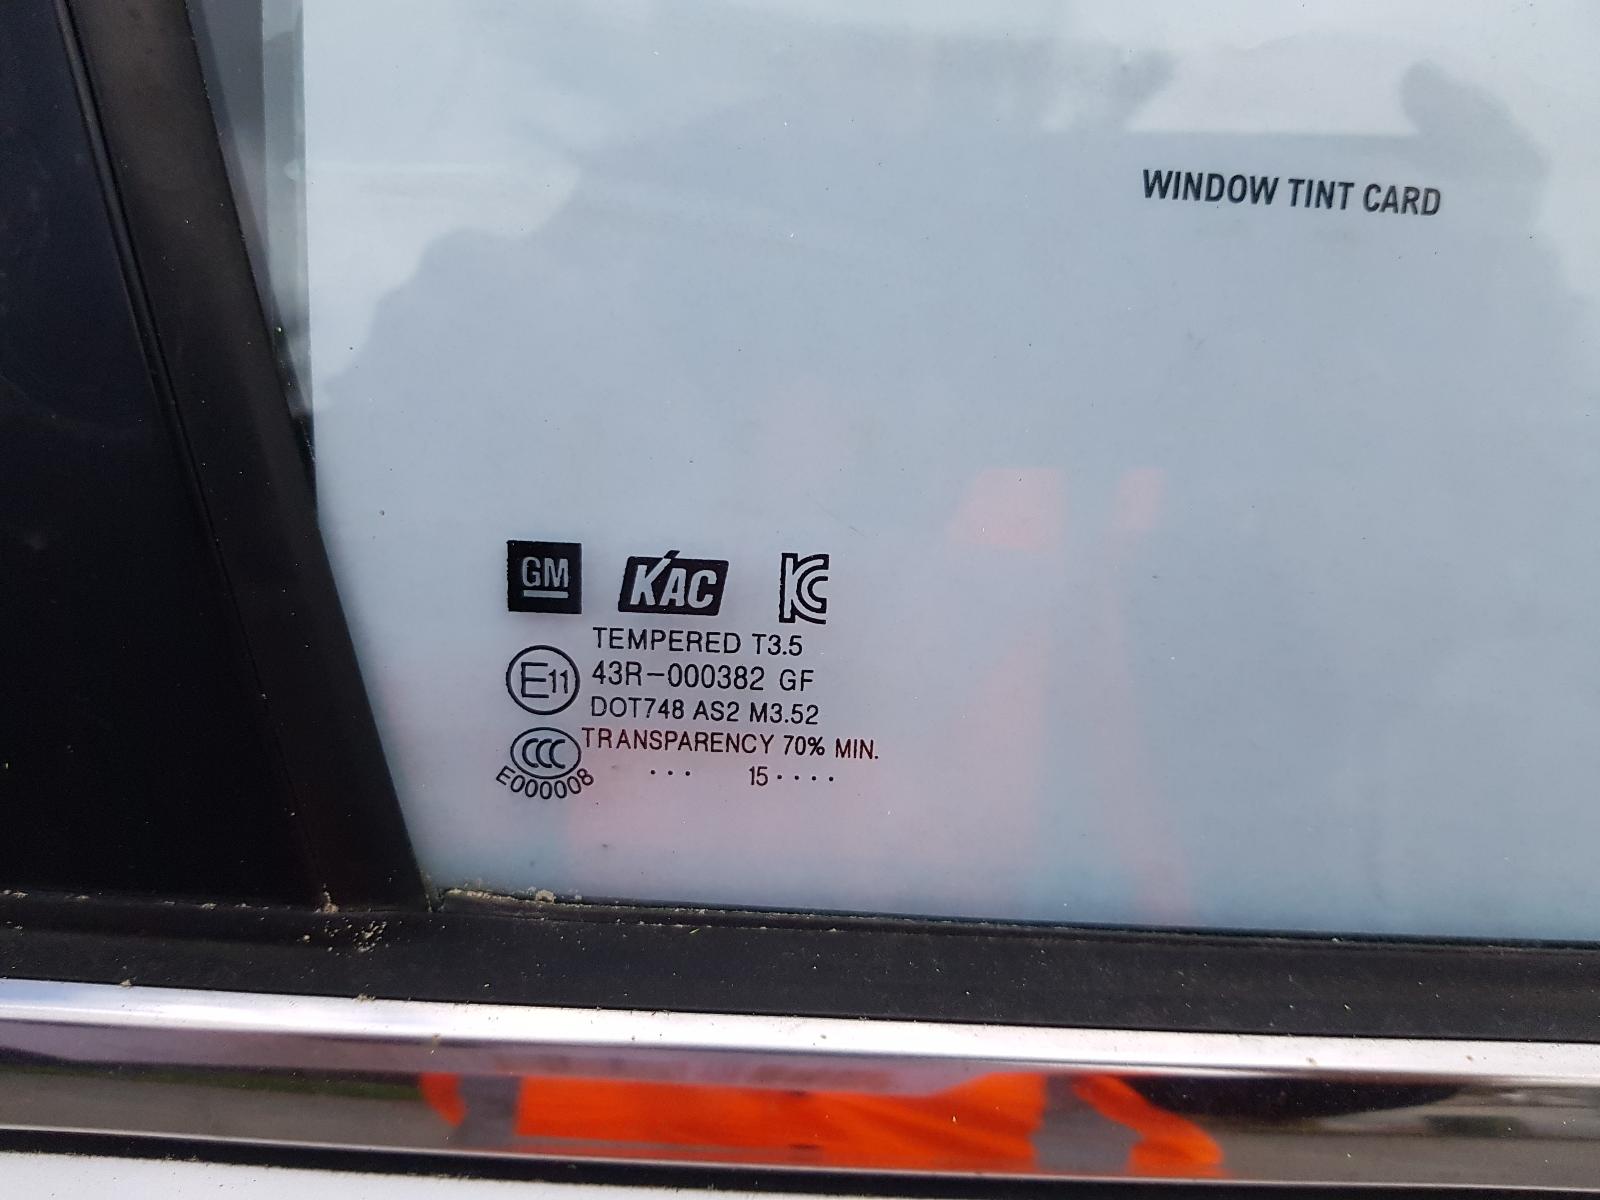 WINDOW TINT CARD
GM KAC KC
TEMPERED T3.5
E11 43R-000382 GF
DOT748 AS2 M3.52
CCC TRANSPARENCY 70% MIN.
E000008 ··· 15····